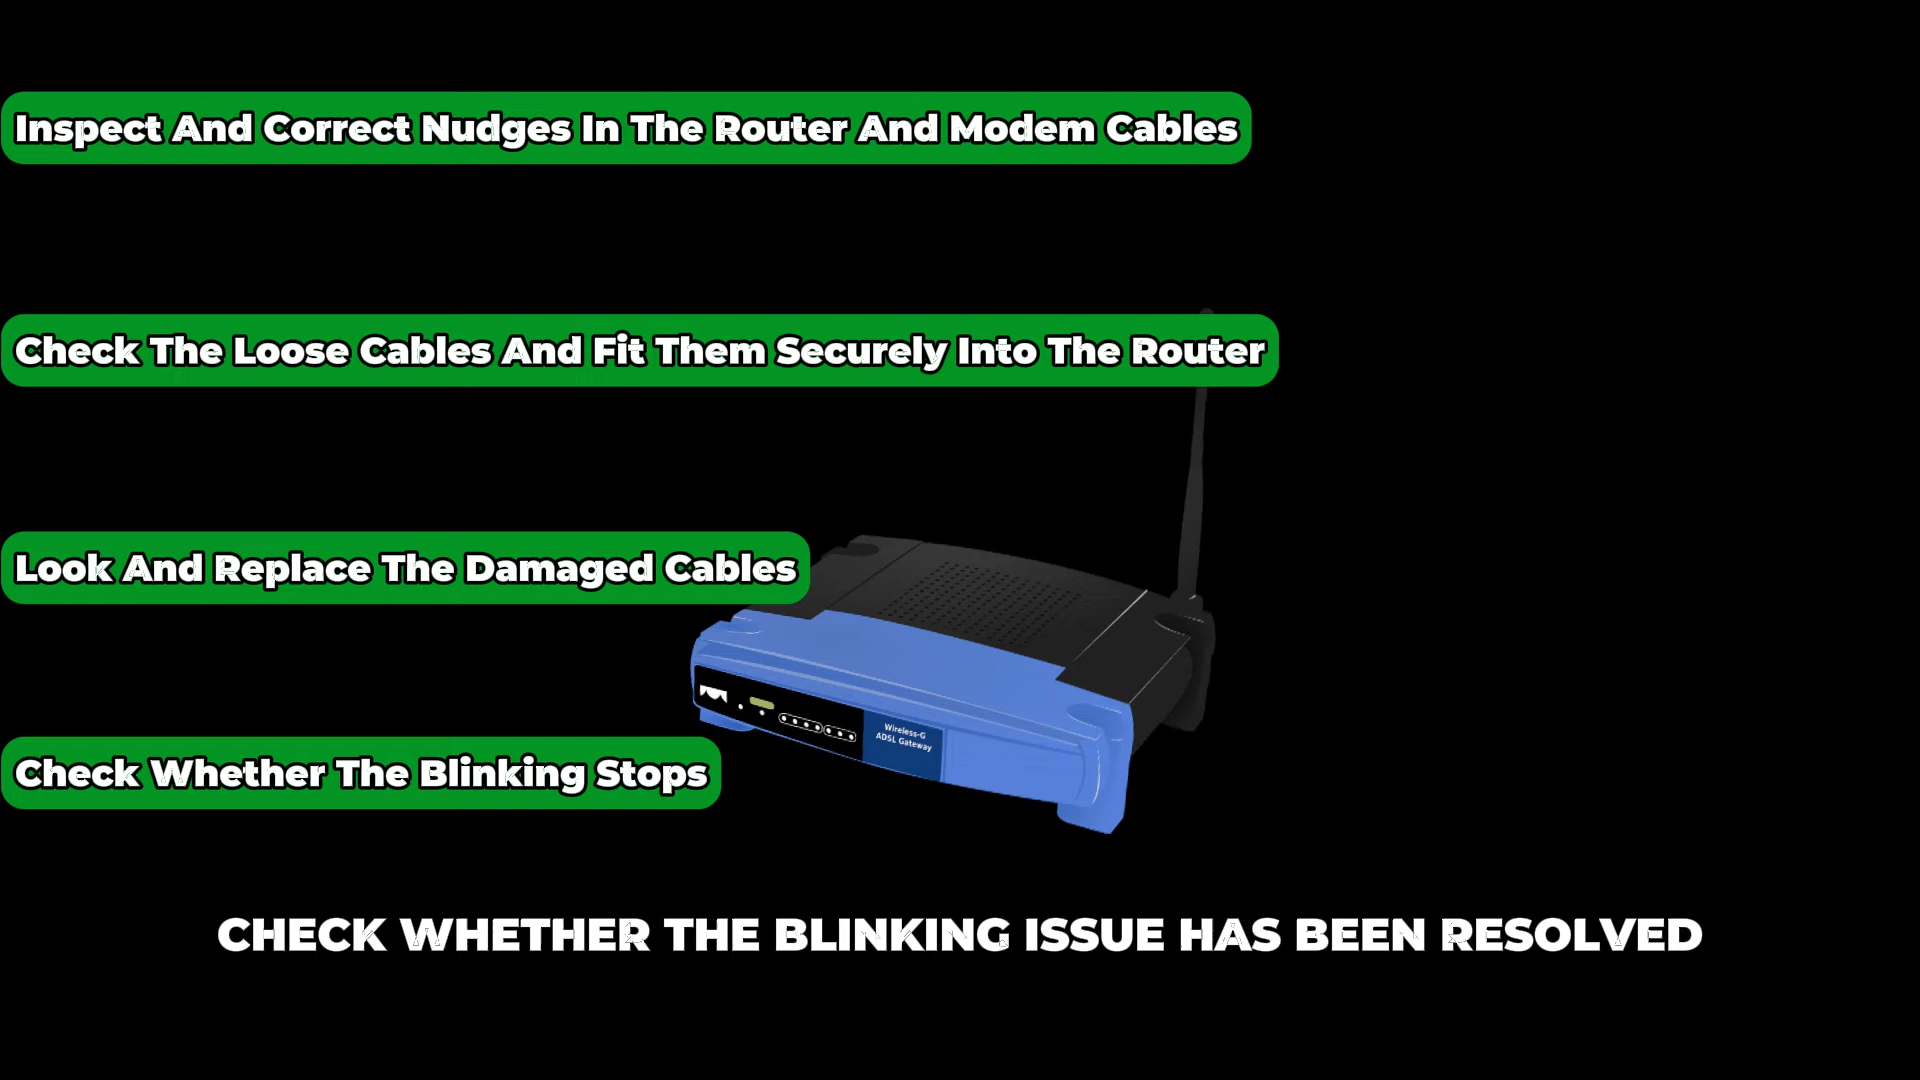 Inspect And Correct Nudges In The Router And Modem Cables
Check The Loose Cables And Fit Them Securely Into The Router
Look And Replace The Damaged Cables
Wireless-G
ADSL Gateway
Check Whether The Blinking Stops
CHECK WHETHER THE BLINKING ISSUE HAS BEEN RESOLVED